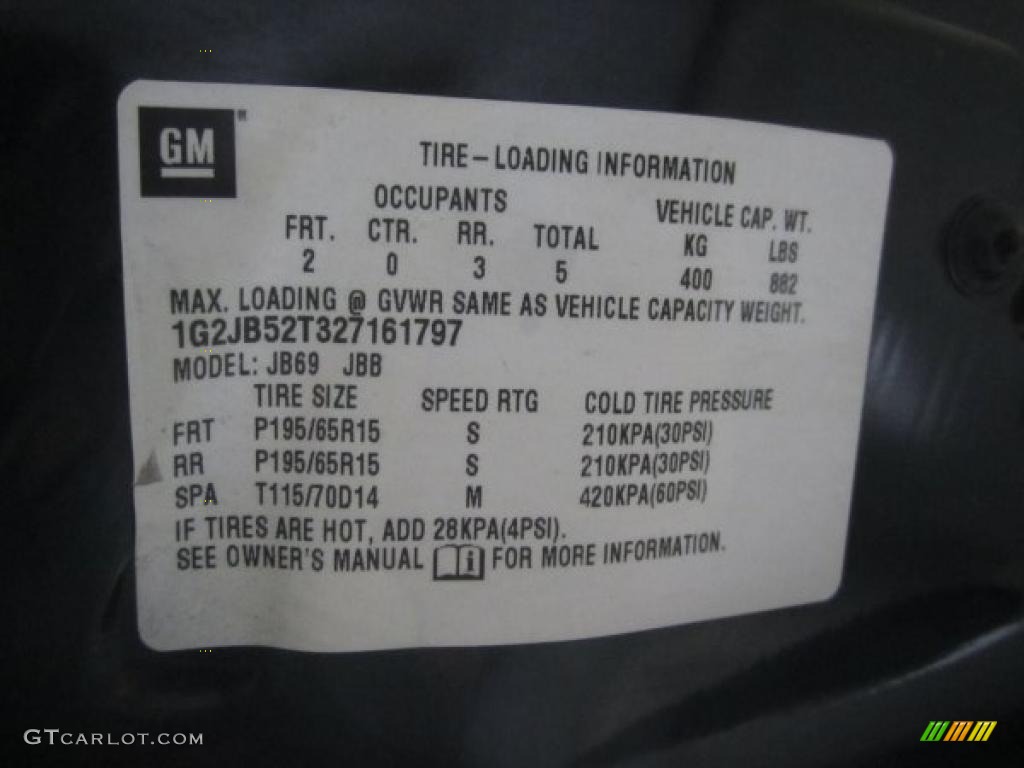 GM
TIRE-LOADING INFORMATION
OCCUPANTS VEHICLE CAP. WT.
FRT. CTR. RR. TOTAL KG LBS
2 0 3 5 400 882
MAX. LOADING @ GVWR SAME AS VEHICLE CAPACITY WEIGHT.
1G2JB52T327161797
MODEL: JB69 JBB
TIRE SIZE SPEED RTG COLD TIRE PRESSURE
FRT P195/65R15 S 210KPA(30PSI)
RR P195/65R15 S 210KPA(30PSI)
SPA T115/70D14 M 420KPA(60PSI)
IF TIRES ARE HOT, ADD 28KPA(4PSI).
SEE OWNER'S MANUAL i FOR MORE INFORMATION.
GTCARLOT.COM